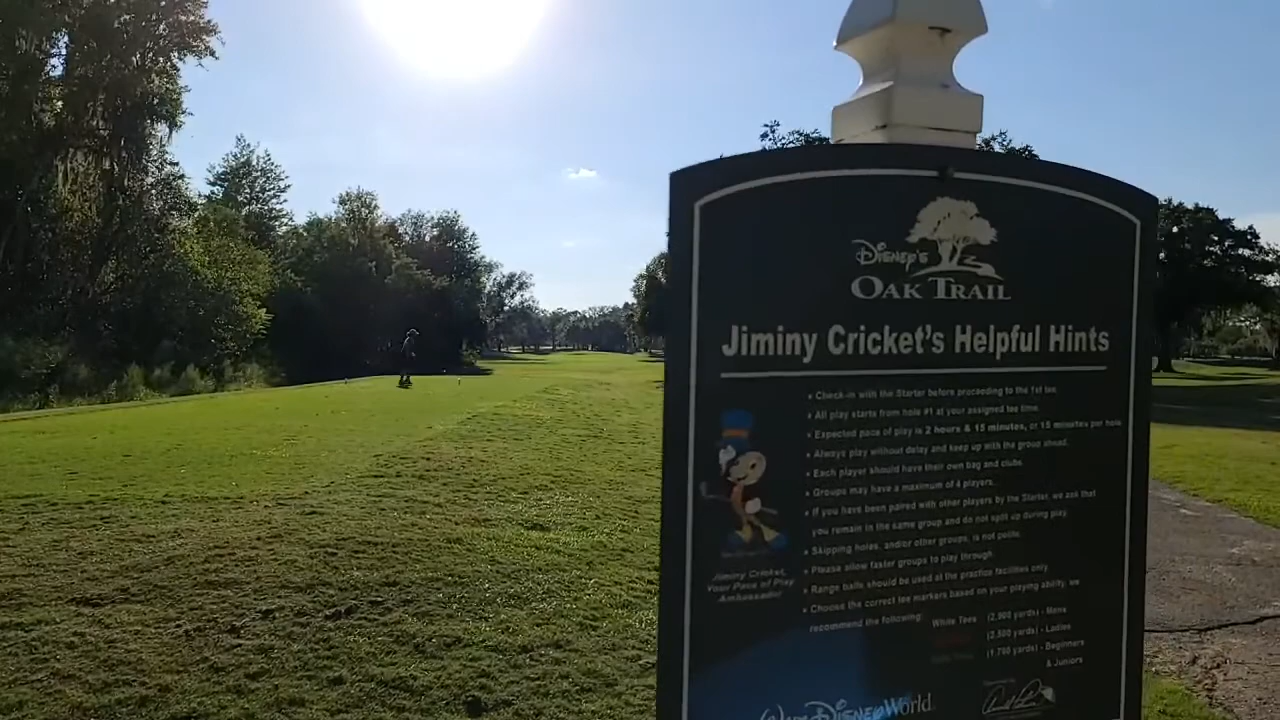 Disney's
Oak Trail
Jiminy Cricket's Helpful Hints
• Check-in with the Starter before proceeding to the 1st tee.
• All play starts from hole #1 at your assigned tee time.
• Expected pace of play is 2 hours & 15 minutes, or 15 minutes per hole
• Always play without delay and keep up with the group ahead.
• Each player should have their own bag and clubs.
• Groups may have a maximum of 4 players.
• If you have been paired with other players by the Starter, we ask that
you remain in the same group and do not split up during play.
• Skipping holes, and/or other groups, is not polite.
• Please allow faster groups to play through.
• Range balls should be used at the practice facilities only.
• Choose the correct tee markers based on your playing ability, we
recommend the following:
White Tees (2,900 yards) - Mens
(2,500 yards) - Ladies
(1,700 yards) - Beginners
& Juniors
Jiminy Cricket,
Your Pace of Play
Ambassador
Walt Disney World